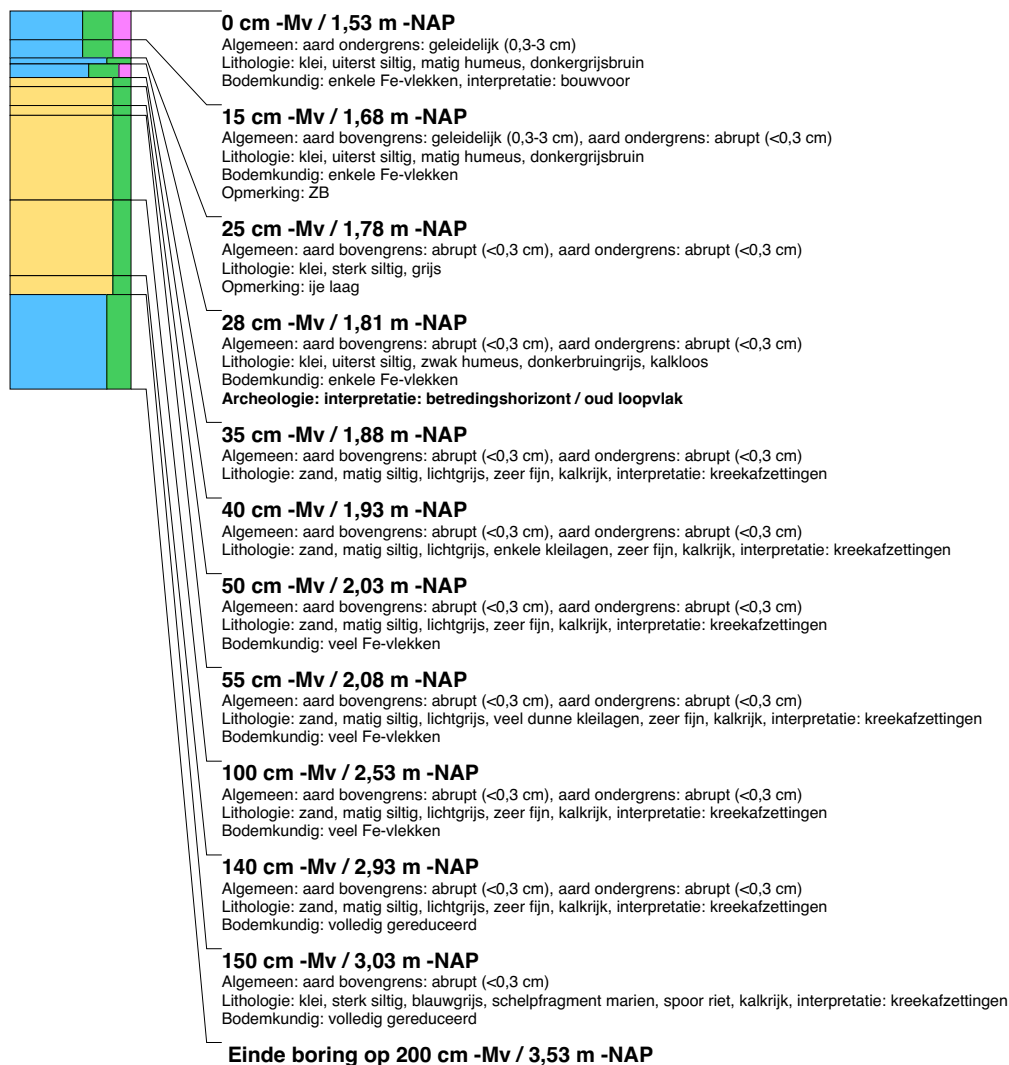 0 cm -Mv / 1,53 m -NAP
Algemeen: aard ondergrens: geleidelijk (0,3-3 cm)
Lithologie: klei, uiterst siltig, matig humeus, donkergrijsbruin
Bodemkundig: enkele Fe-vlekken, interpretatie: bouwvoor
15 cm -Mv / 1,68 m -NAP
Algemeen: aard bovengrens: geleidelijk (0,3-3 cm), aard ondergrens: abrupt (<0,3 cm)
Lithologie: klei, uiterst siltig, matig humeus, donkergrijsbruin
Bodemkundig: enkele Fe-vlekken
Opmerking: ZB
25 cm -Mv / 1,78 m -NAP
Algemeen: aard bovengrens: abrupt (<0,3 cm), aard ondergrens: abrupt (<0,3 cm)
Lithologie: klei, sterk siltig, grijs
Opmerking: ije laag
28 cm -Mv / 1,81 m -NAP
Algemeen: aard bovengrens: abrupt (<0,3 cm), aard ondergrens: abrupt (<0,3 cm)
Lithologie: klei, uiterst siltig, zwak humeus, donkerbruingrijs, kalkloos
Bodemkundig: enkele Fe-vlekken
Archeologie: interpretatie: betredingshorizont / oud loopvlak
35 cm -Mv / 1,88 m -NAP
Algemeen: aard bovengrens: abrupt (<0,3 cm), aard ondergrens: abrupt (<0,3 cm)
Lithologie: zand, matig siltig, lichtgrijs, zeer fijn, kalkrijk, interpretatie: kreekafzettingen
40 cm -Mv / 1,93 m -NAP
Algemeen: aard bovengrens: abrupt (<0,3 cm), aard ondergrens: abrupt (<0,3 cm)
Lithologie: zand, matig siltig, lichtgrijs, enkele kleilagen, zeer fijn, kalkrijk, interpretatie: kreekafzettingen
50 cm -Mv / 2,03 m -NAP
Algemeen: aard bovengrens: abrupt (<0,3 cm), aard ondergrens: abrupt (<0,3 cm)
Lithologie: zand, matig siltig, lichtgrijs, zeer fijn, kalkrijk, interpretatie: kreekafzettingen
Bodemkundig: veel Fe-vlekken
55 cm -Mv / 2,08 m -NAP
Algemeen: aard bovengrens: abrupt (<0,3 cm), aard ondergrens: abrupt (<0,3 cm)
Lithologie: zand, matig siltig, lichtgrijs, veel dunne kleilagen, zeer fijn, kalkrijk, interpretatie: kreekafzettingen
Bodemkundig: veel Fe-vlekken
100 cm -Mv / 2,53 m -NAP
Algemeen: aard bovengrens: abrupt (<0,3 cm), aard ondergrens: abrupt (<0,3 cm)
Lithologie: zand, matig siltig, lichtgrijs, zeer fijn, kalkrijk, interpretatie: kreekafzettingen
Bodemkundig: veel Fe-vlekken
140 cm -Mv / 2,93 m -NAP
Algemeen: aard bovengrens: abrupt (<0,3 cm), aard ondergrens: abrupt (<0,3 cm)
Lithologie: zand, matig siltig, lichtgrijs, zeer fijn, kalkrijk, interpretatie: kreekafzettingen
Bodemkundig: volledig gereduceerd
150 cm -Mv / 3,03 m -NAP
Algemeen: aard bovengrens: abrupt (<0,3 cm)
Lithologie: klei, sterk siltig, blauwgrijs, schelpfragment marien, spoor riet, kalkrijk, interpretatie: kreekafzettingen
Bodemkundig: volledig gereduceerd
Einde boring op 200 cm -Mv / 3,53 m -NAP